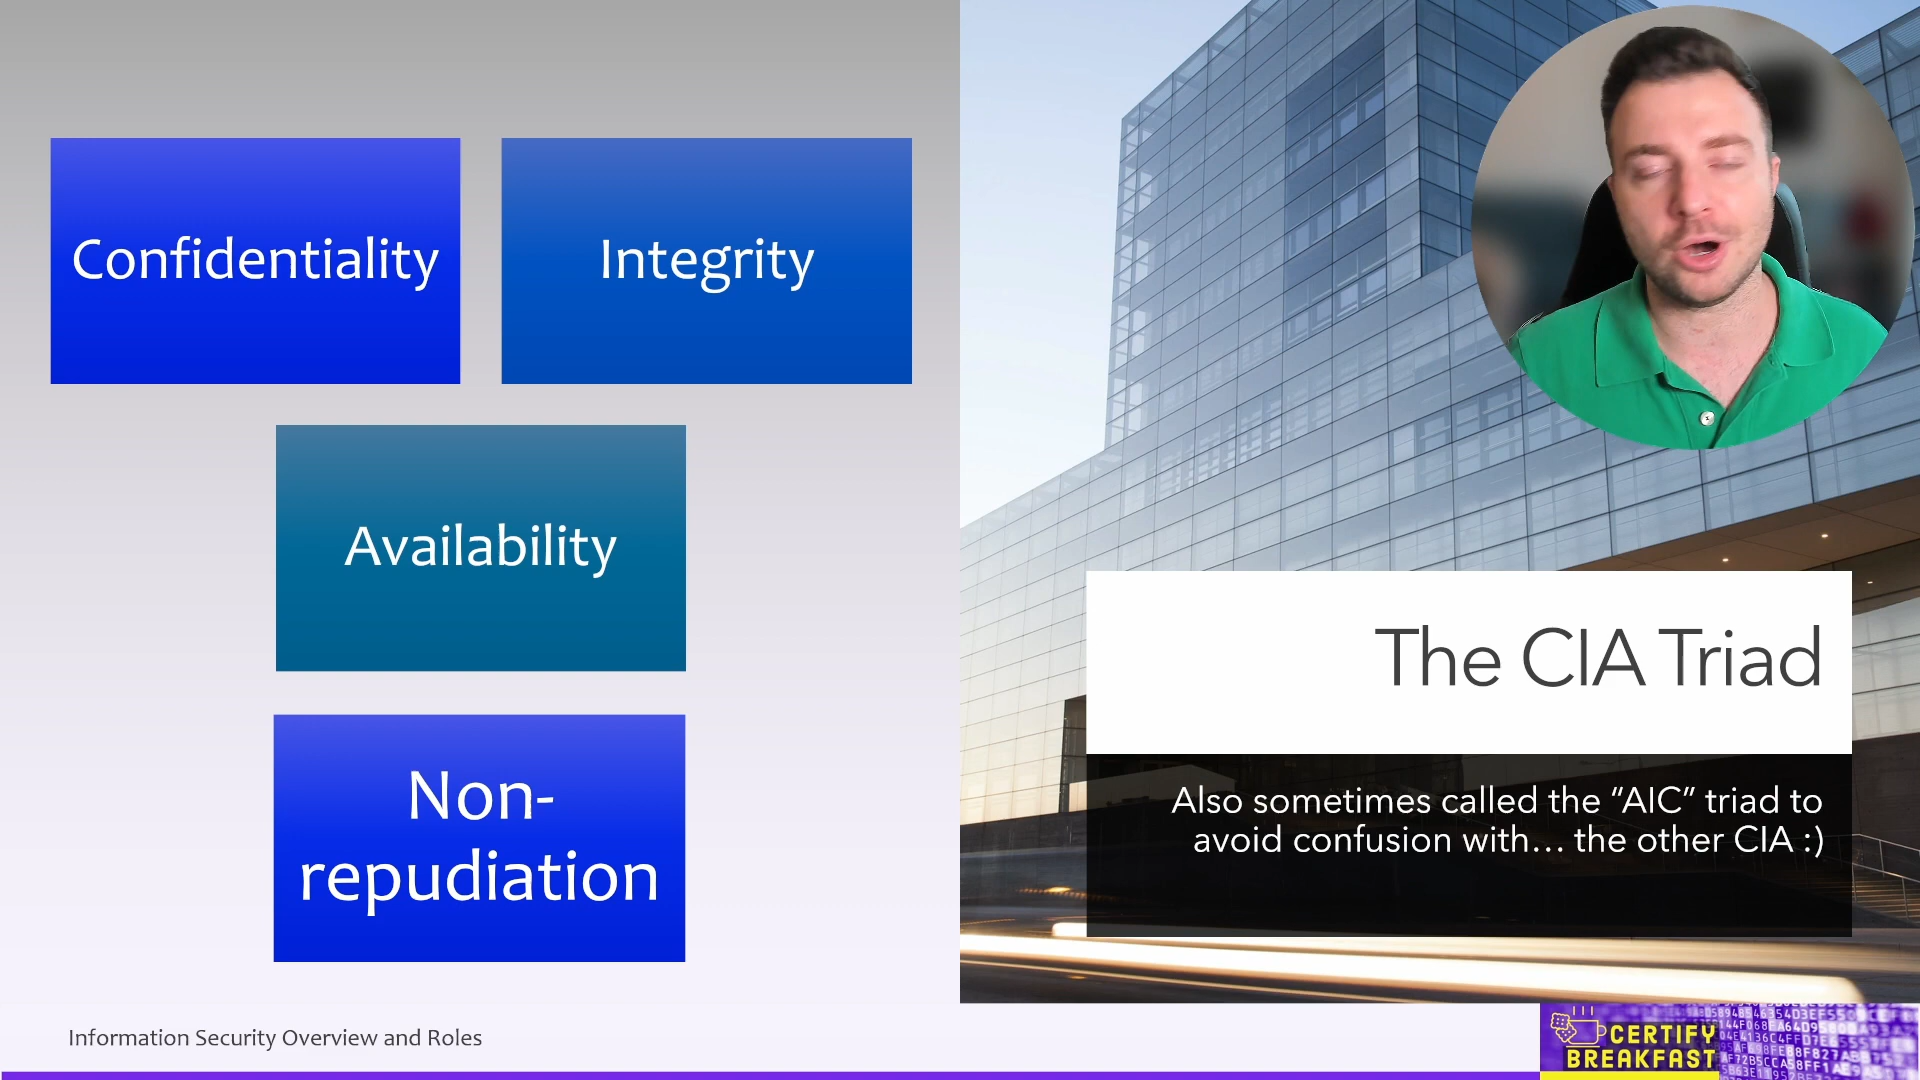 Confidentiality
Integrity
Availability
Non-
repudiation
The CIA Triad
Also sometimes called the “AIC” triad to
avoid confusion with... the other CIA :)
Information Security Overview and Roles
CERTIFY
BREAKFAST